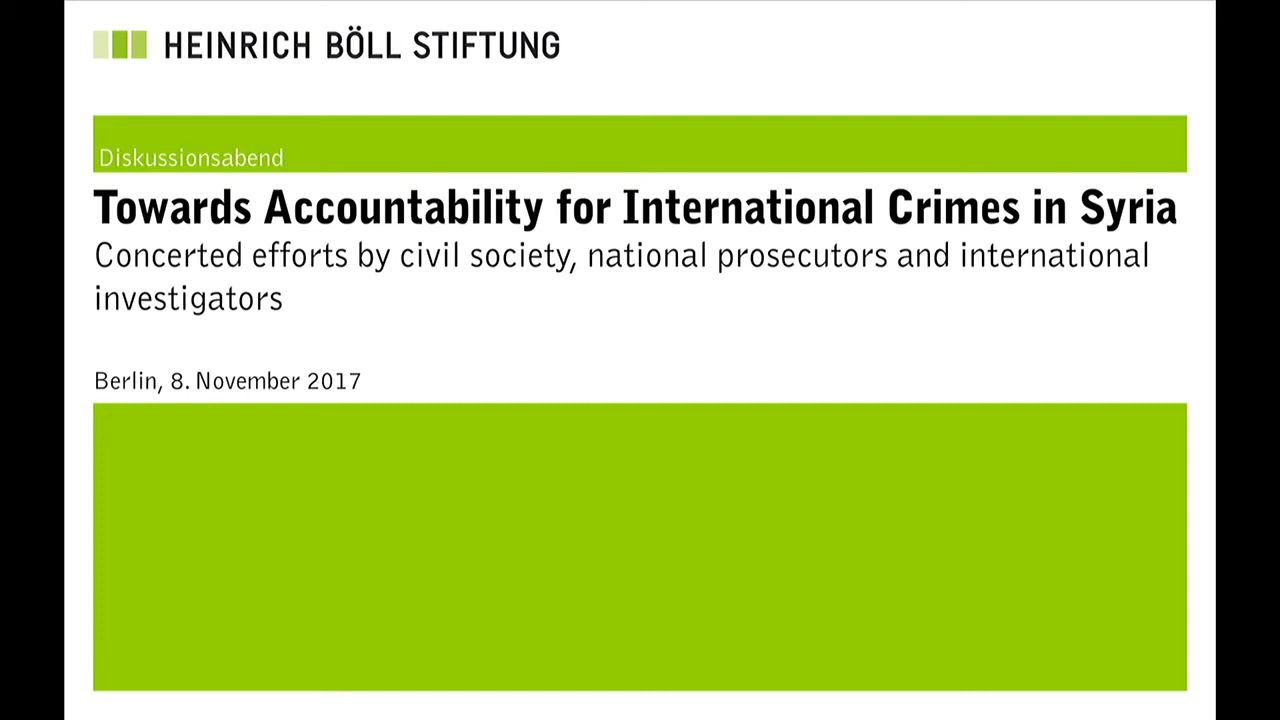 HEINRICH BÖLL STIFTUNG
Diskussionsabend
Towards Accountability for International Crimes in Syria
Concerted efforts by civil society, national prosecutors and international
investigators
Berlin, 8. November 2017